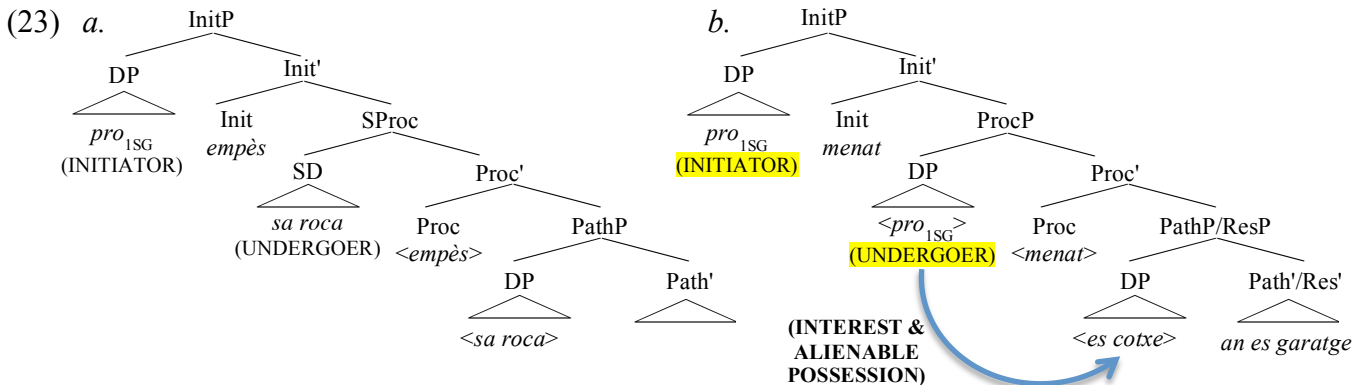 (23) a. b.
InitP InitP
DP Init' DP Init'
pro1SG Init SProc pro1SG Init ProcP
(INITIATOR) empès (INITIATOR) menat
SD Proc' DP Proc'
sa roca Proc PathP <pro1SG> Proc PathP/ResP
(UNDERGOER) <empès> (UNDERGOER) <menat>
DP Path' DP Path'/Res'
<sa roca> <es cotxe> an es garatge
(INTEREST &
ALIENABLE
POSSESSION)